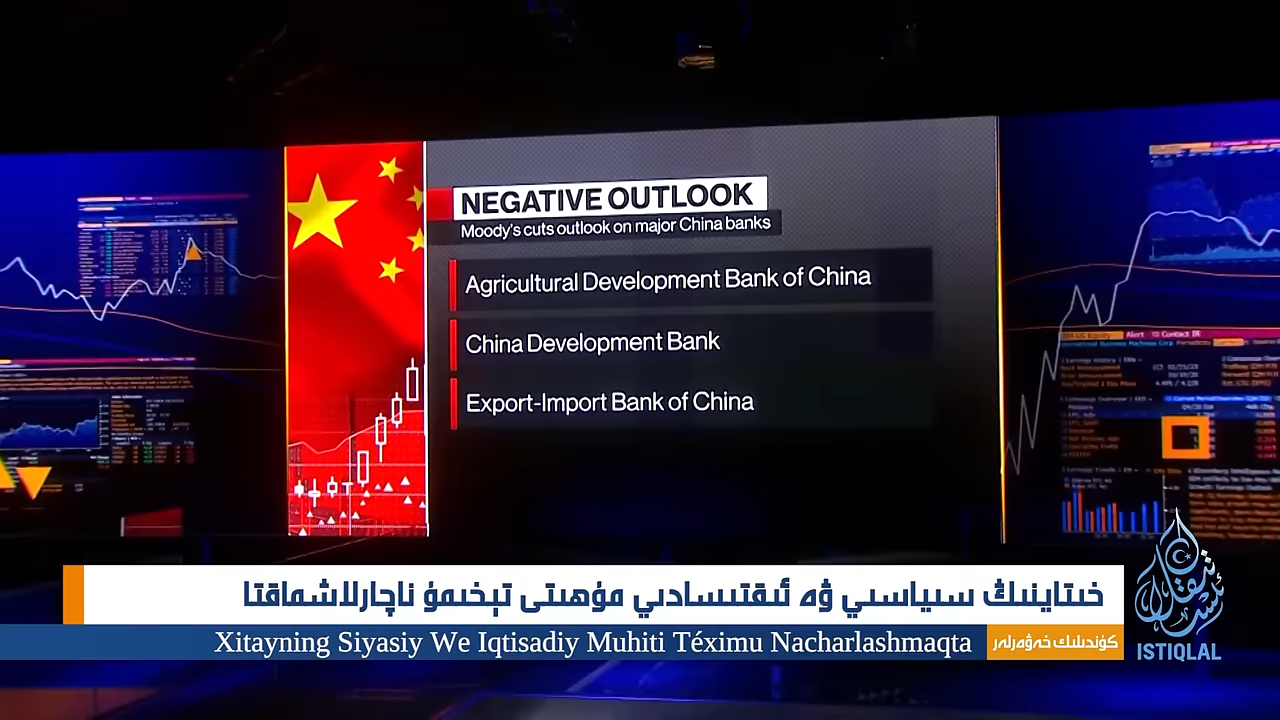 NEGATIVE OUTLOOK
Moody's cuts outlook on major China banks
Agricultural Development Bank of China
China Development Bank
Export-Import Bank of China
خىتاينىڭ سىياسىي ۋە ئىقتىسادىي مۇھىتى تېخىمۇ ناچارلاشماقتا
Xitayning Siyasiy We Iqtisadiy Muhiti Téximu Nacharlashmaqta
كۈندىلىك خەۋەرلەر
ئىستىقلال
ISTIQLAL